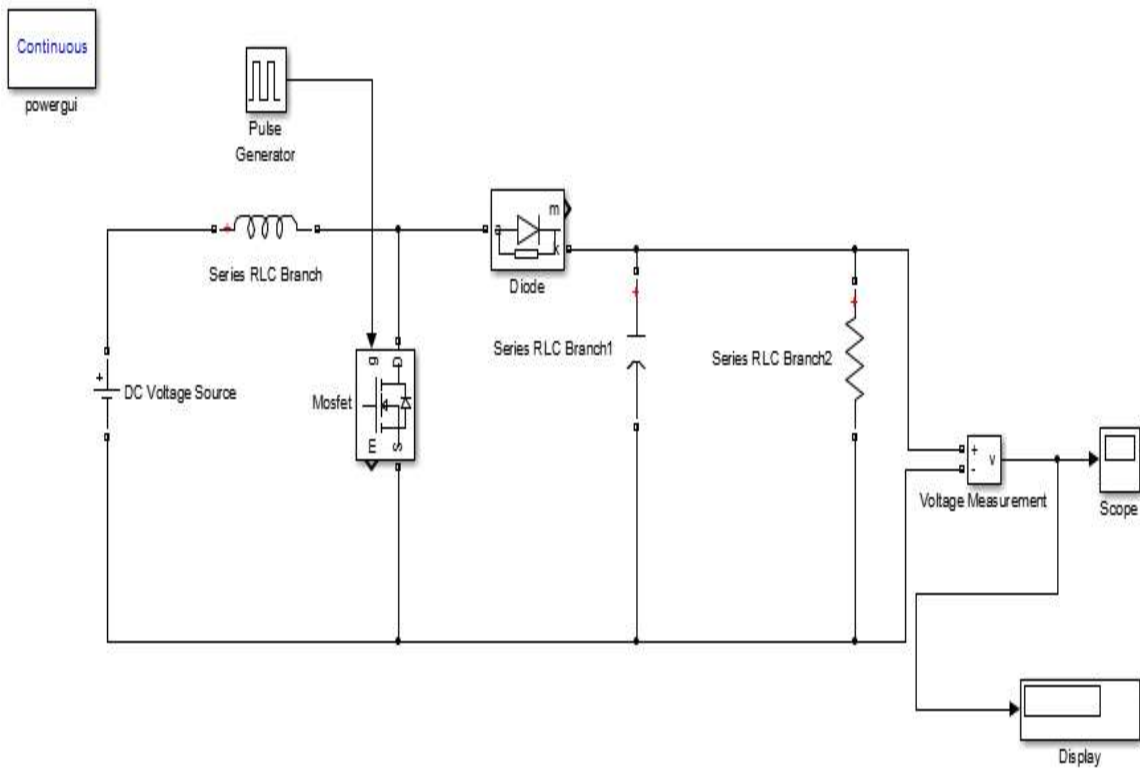 Continuous
powergui
Pulse
Generator
m
a
k
Series RLC Branch
Diode
Series RLC Branch1
Series RLC Branch2
+
DC Voltage Source
g
D
Mosfet
m
S
+
-
v
Voltage Measurement
Scope
Display